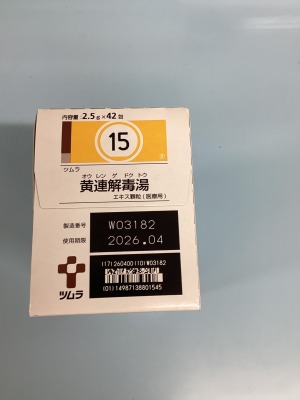 内容量 2.5g×42包
15
ツムラ
オウ レン ゲ ドク トウ
黄連解毒湯
エキス顆粒(医療用)
製造番号 W03182
使用期限 2026.04
ツムラ
(17)260400(10)W03182
(01)14987138801545